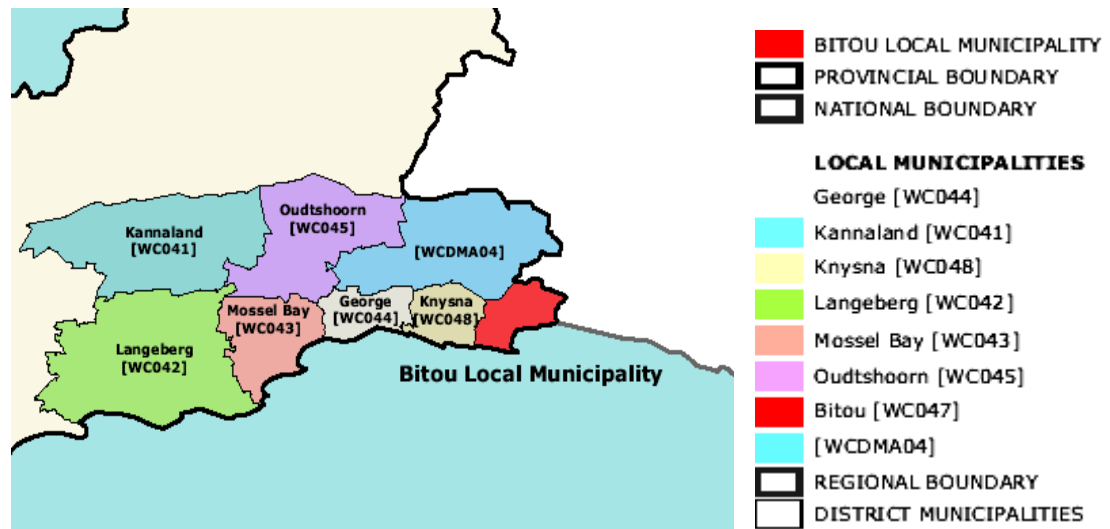 Oudtshoorn
[WC045]
Kannaland
[WC041]
[WCDMA04]
Mossel Bay
[WC043]
George
[WC044]
Knysna
[WC048]
Langeberg
[WC042]
Bitou Local Municipality
BITOU LOCAL MUNICIPALITY
PROVINCIAL BOUNDARY
NATIONAL BOUNDARY
LOCAL MUNICIPALITIES
George [WC044]
Kannaland [WC041]
Knysna [WC048]
Langeberg [WC042]
Mossel Bay [WC043]
Oudtshoorn [WC045]
Bitou [WC047]
[WCDMA04]
REGIONAL BOUNDARY
DISTRICT MUNICIPALITIES